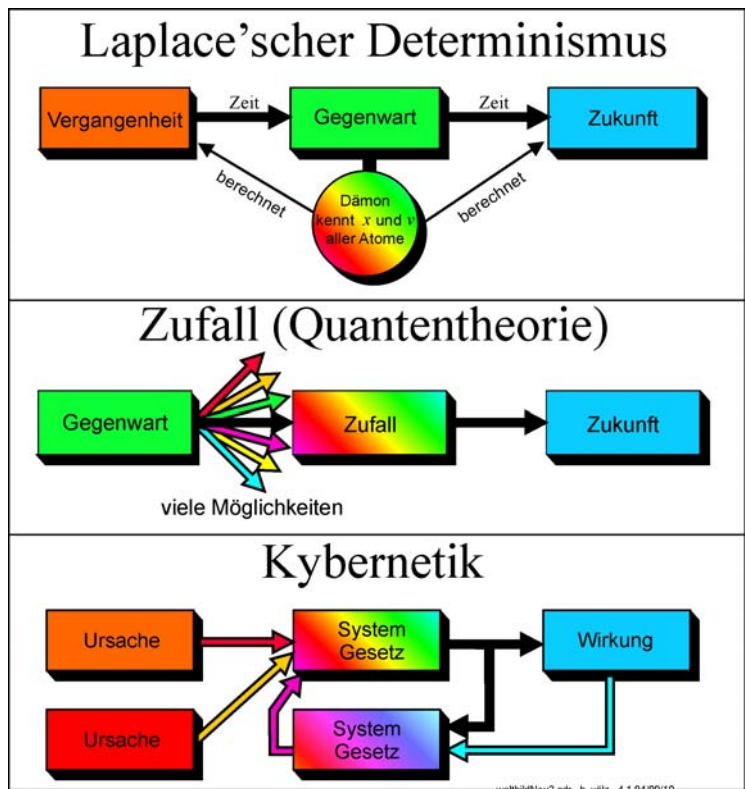 Laplace'scher Determinismus
Vergangenheit
Zeit
Gegenwart
Zeit
Zukunft
berechnet
Dämon
kennt x und v
aller Atome
berechnet
Zufall (Quantentheorie)
Gegenwart
Zufall
Zukunft
viele Möglichkeiten
Kybernetik
Ursache
System
Gesetz
Wirkung
Ursache
System
Gesetz